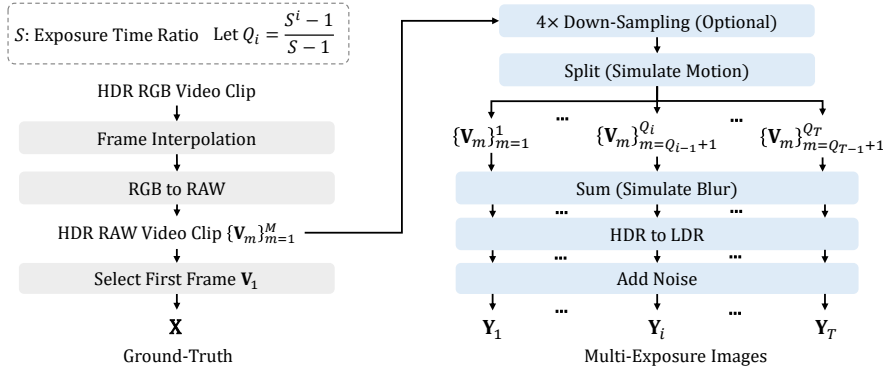 S: Exposure Time Ratio Let Q_i = (S^i − 1) / (S − 1)
HDR RGB Video Clip
Frame Interpolation
RGB to RAW
HDR RAW Video Clip {V_m}_{m=1}^M
Select First Frame V_1
X
Ground-Truth
4× Down-Sampling (Optional)
Split (Simulate Motion)
{V_m}_{m=1}^1 ... {V_m}_{m=Q_{i−1}+1}^{Q_i} ... {V_m}_{m=Q_{T−1}+1}^{Q_T}
Sum (Simulate Blur)
... ...
HDR to LDR
... ...
Add Noise
Y_1 ... Y_i ... Y_T
Multi-Exposure Images